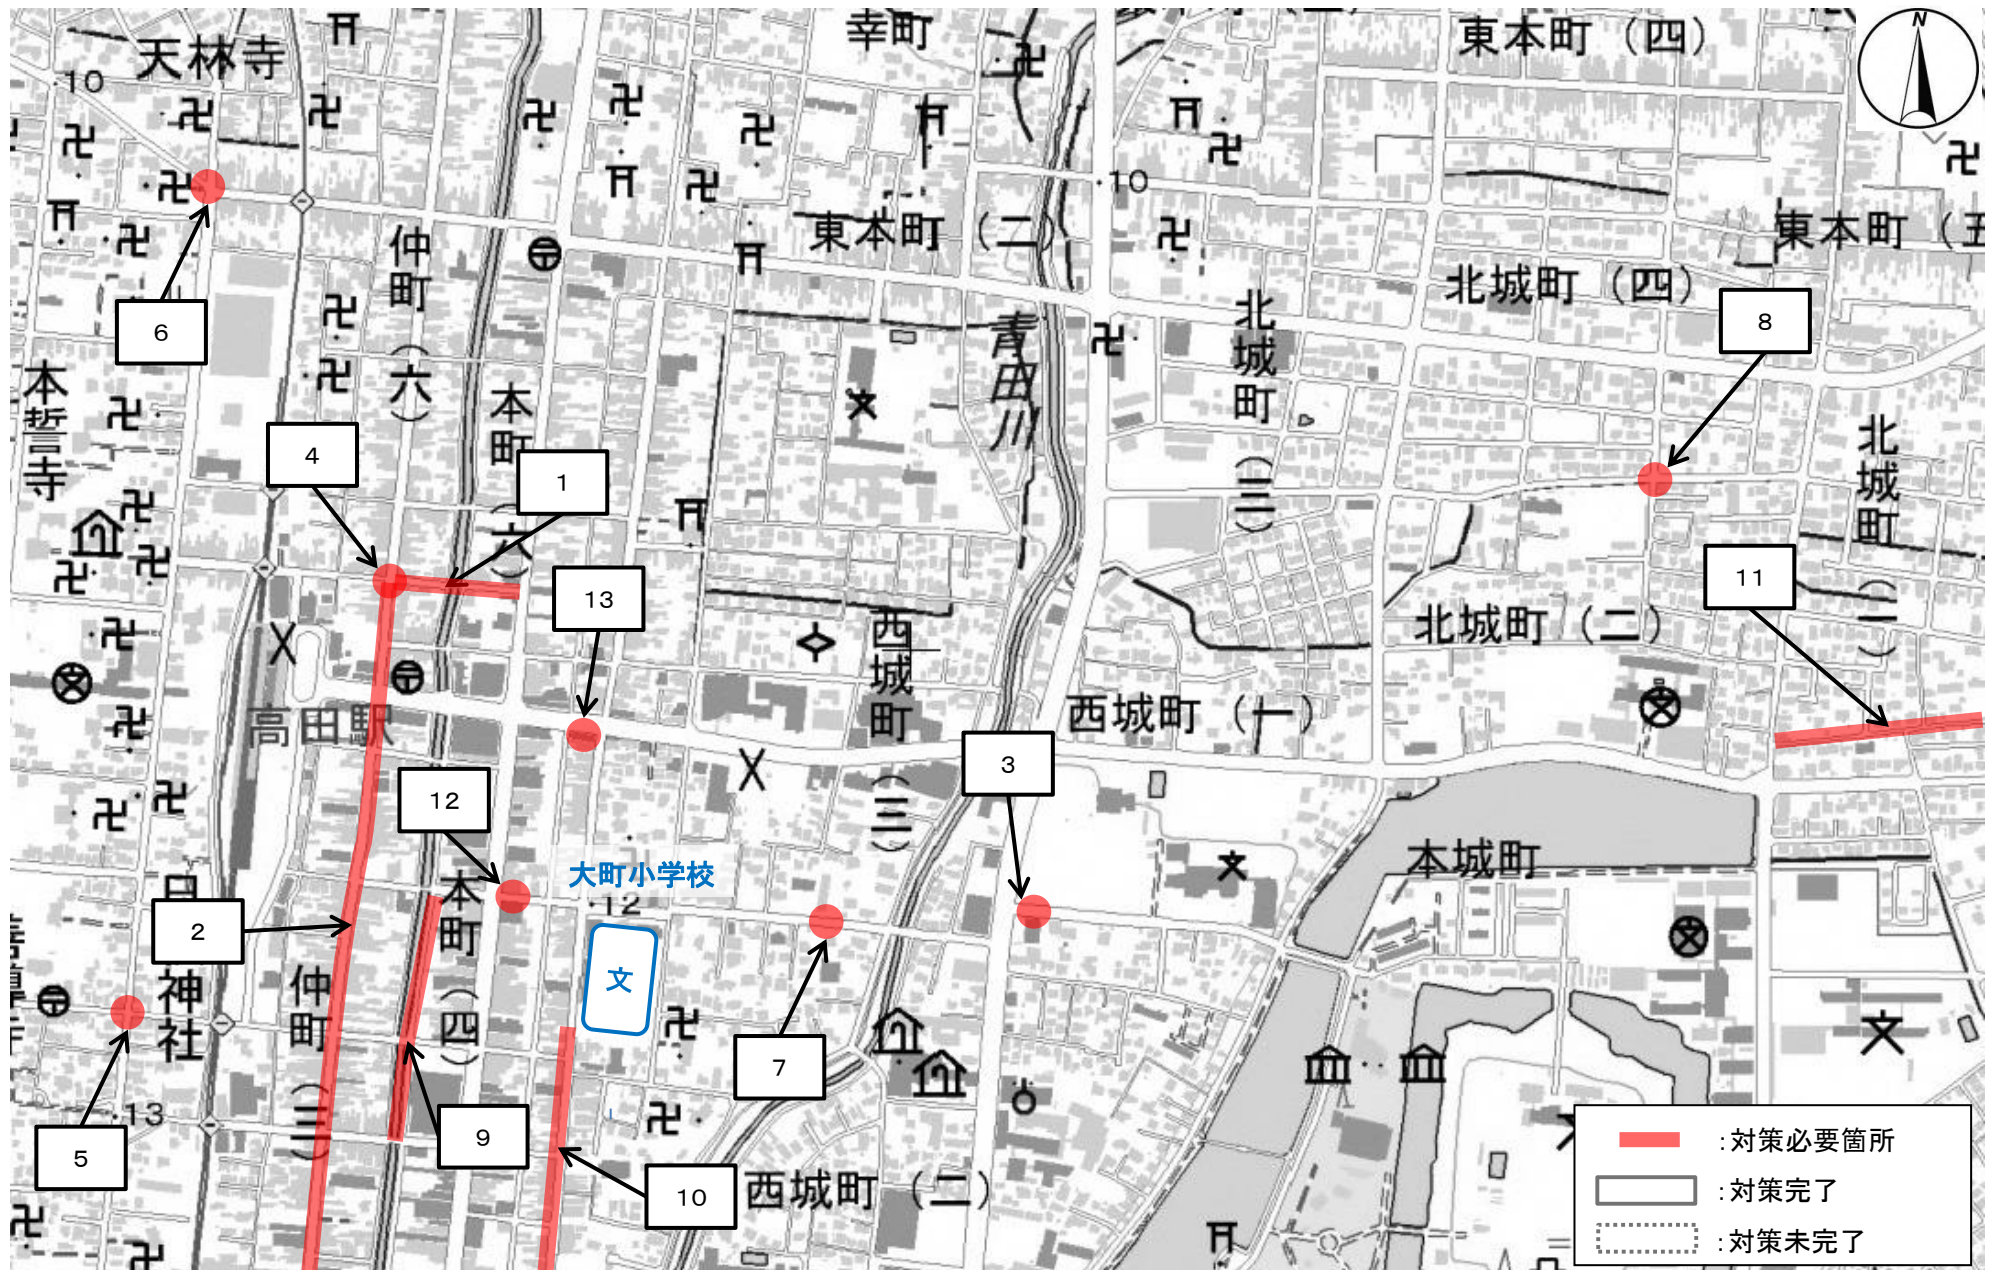 天林寺
幸町
東本町（四）
N
10
10
東本町（二）
東本町（五
仲町（六）
北城町（四）
北城町（三）
8
6
青田川
本誓寺
本町（六）
北城町（二）
4
1
11
13
西城町（三）
北城町（二）
西城町（一）
高田駅
3
12
大町小学校
12
本城町
2
本町（四）
文
神社
仲町（三）
7
13
5
9
10
西城町（二）
：対策必要箇所
：対策完了
：対策未完了